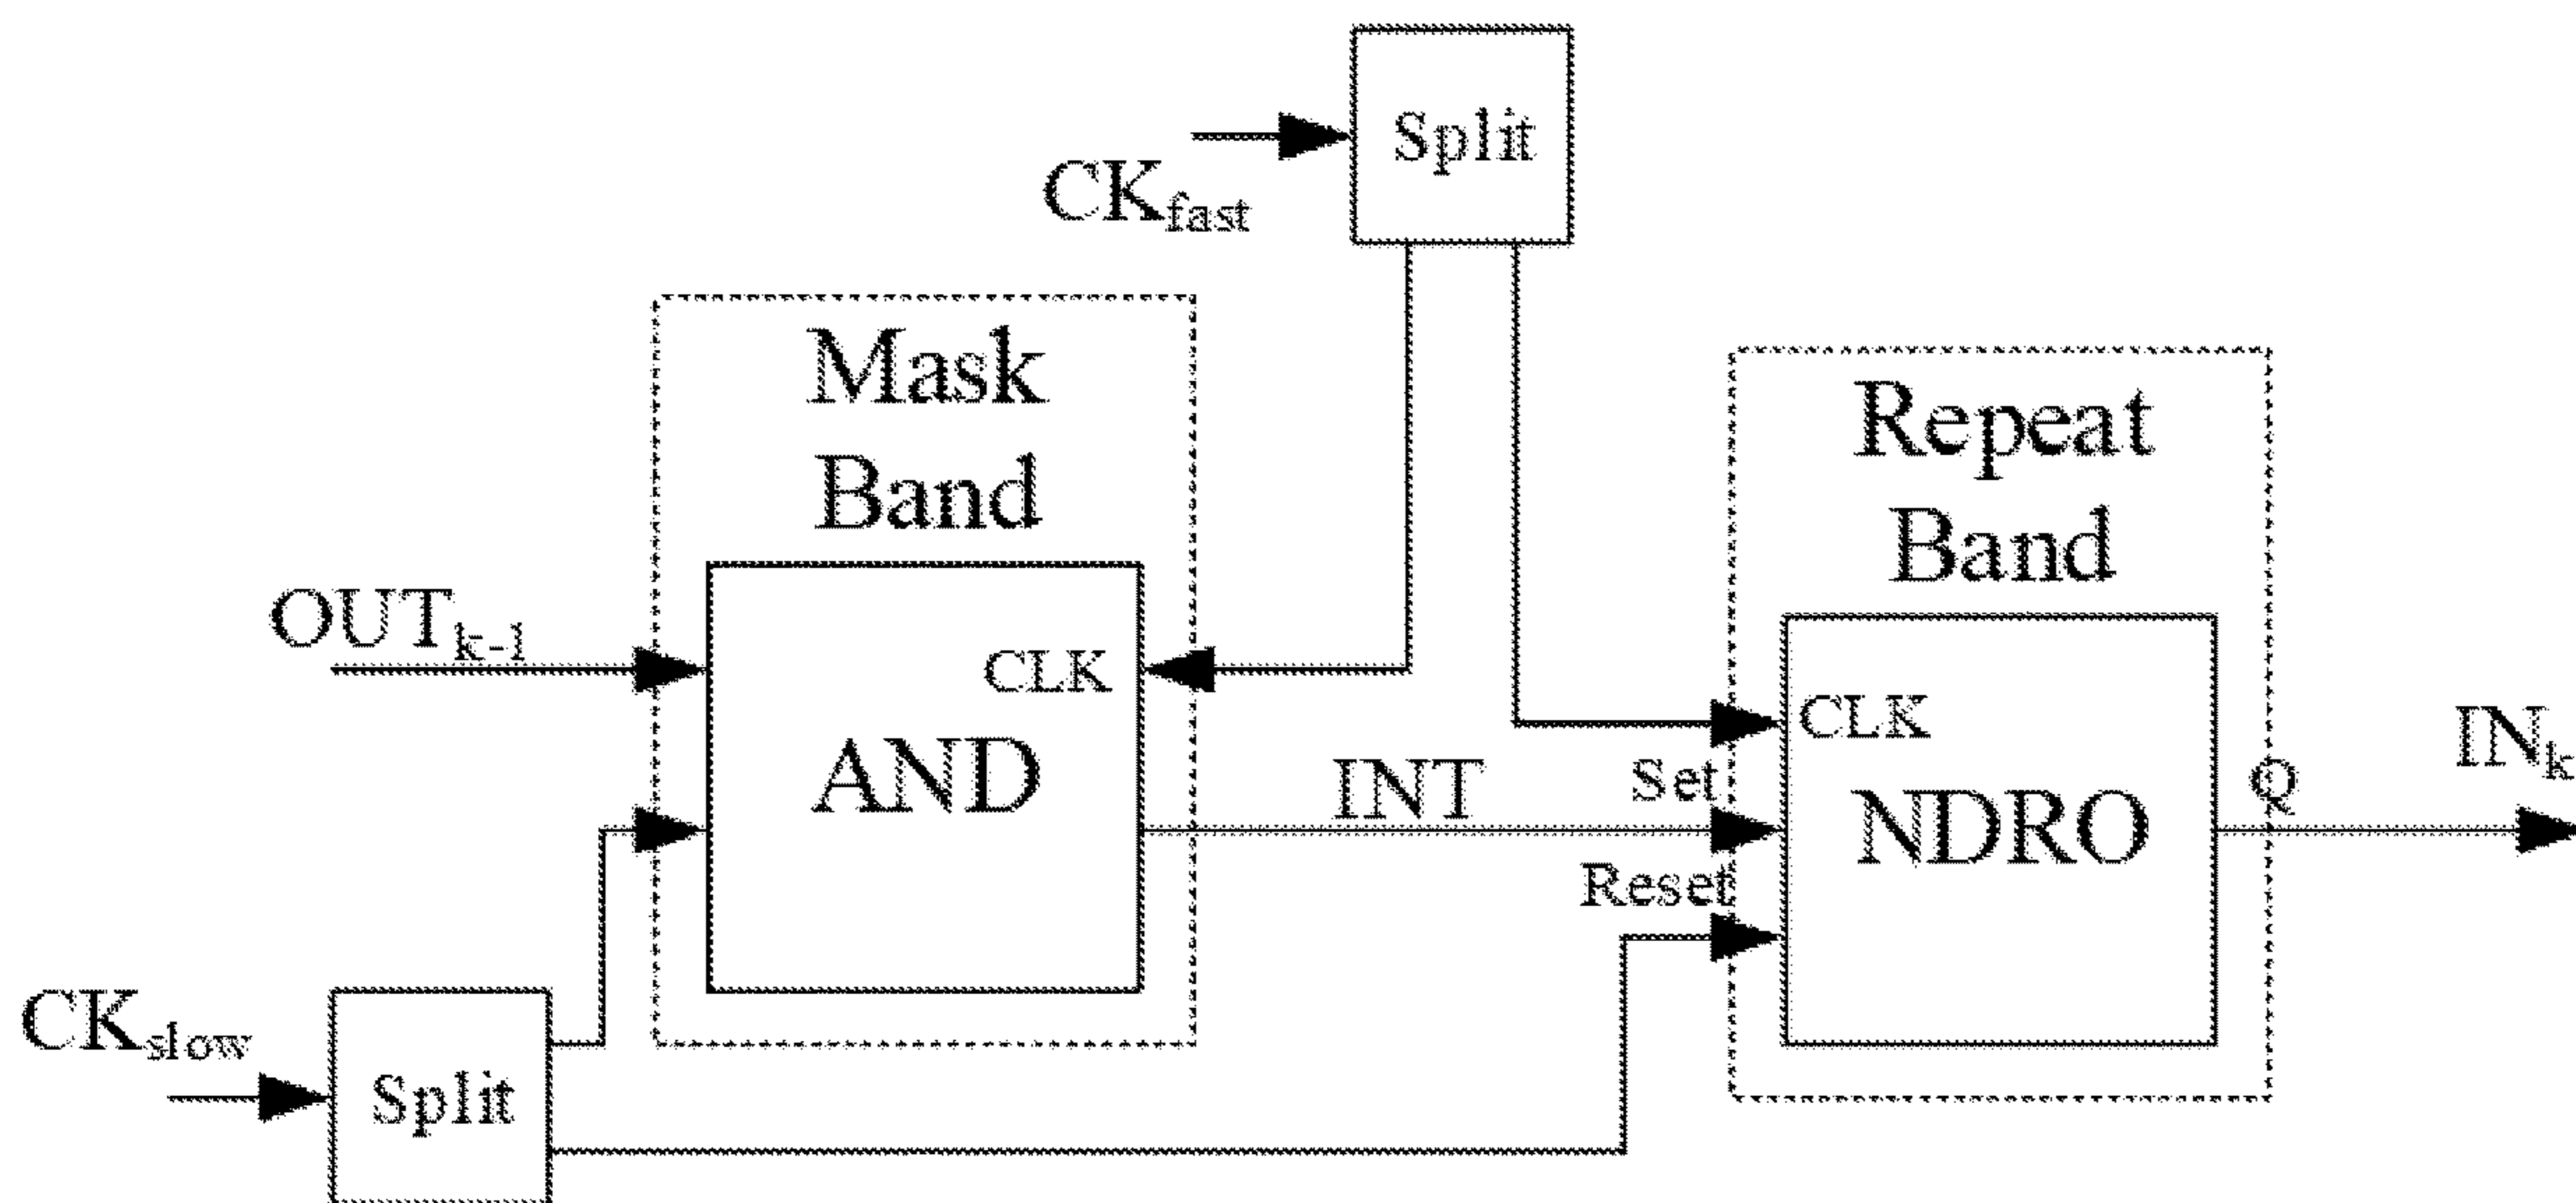 Split
CKfast
Mask
Band
Repeat
Band
OUTk-1
CLK
CLK
AND
INT
Set
NDRO
Q
INk
Reset
CKslow
Split